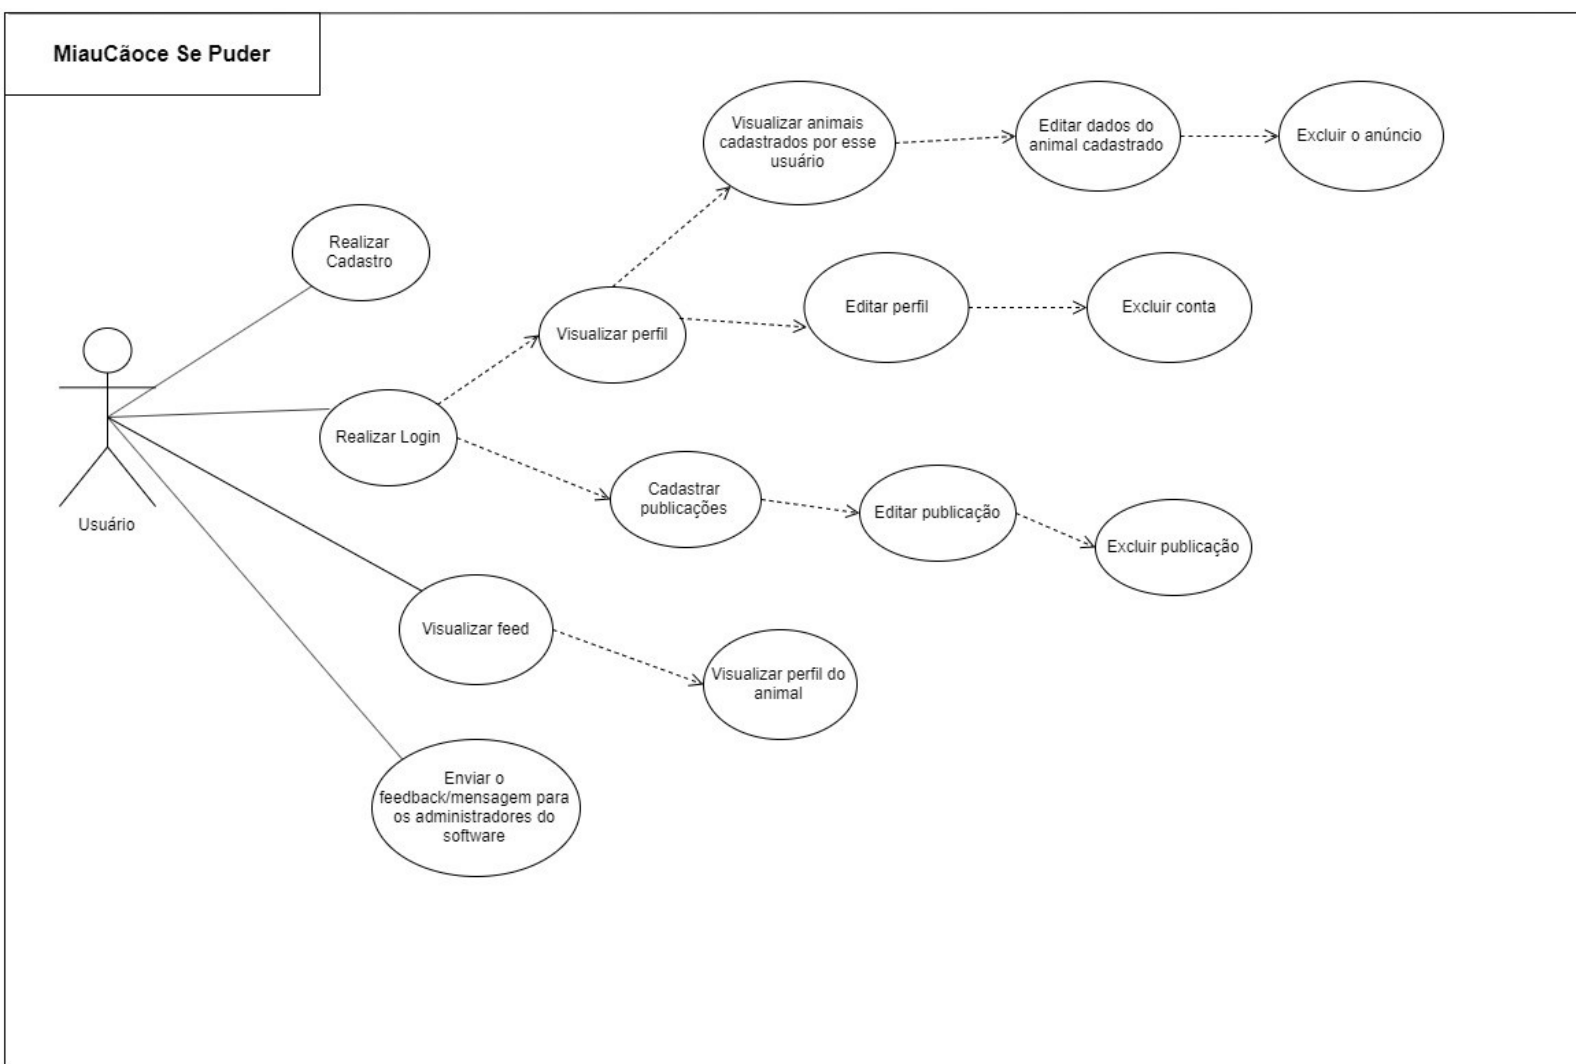 MiauCãoce Se Puder
Visualizar animais
cadastrados por esse
usuário
Editar dados do
animal cadastrado
Excluir o anúncio
Realizar
Cadastro
Visualizar perfil
Editar perfil
Excluir conta
Realizar Login
Cadastrar
publicações
Editar publicação
Excluir publicação
Usuário
Visualizar feed
Visualizar perfil do
animal
Enviar o
feedback/mensagem para
os administradores do
software